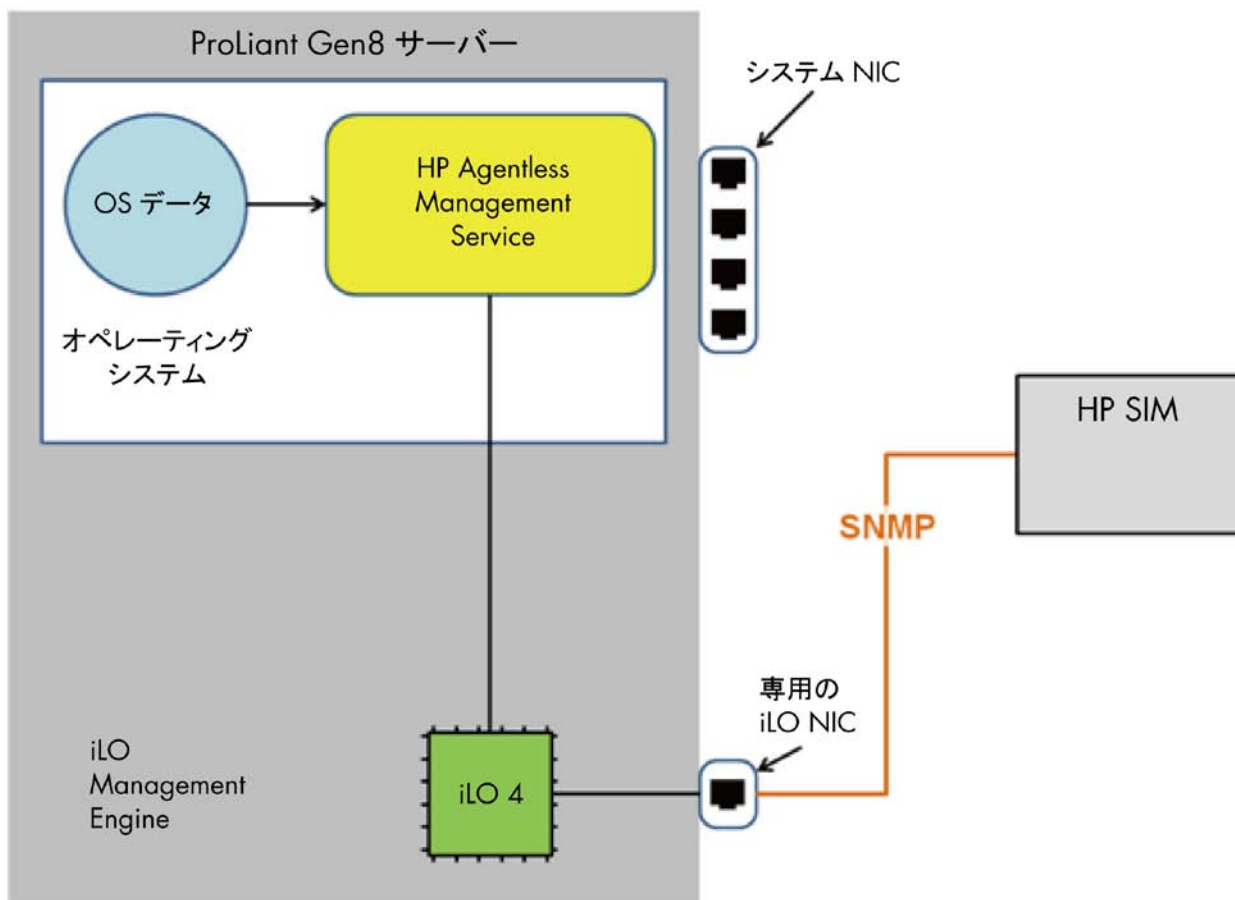 ProLiant Gen8 サーバー
システム NIC
OS データ
HP Agentless
Management
Service
オペレーティング
システム
HP SIM
SNMP
専用の
iLO NIC
iLO
Management
Engine
iLO 4